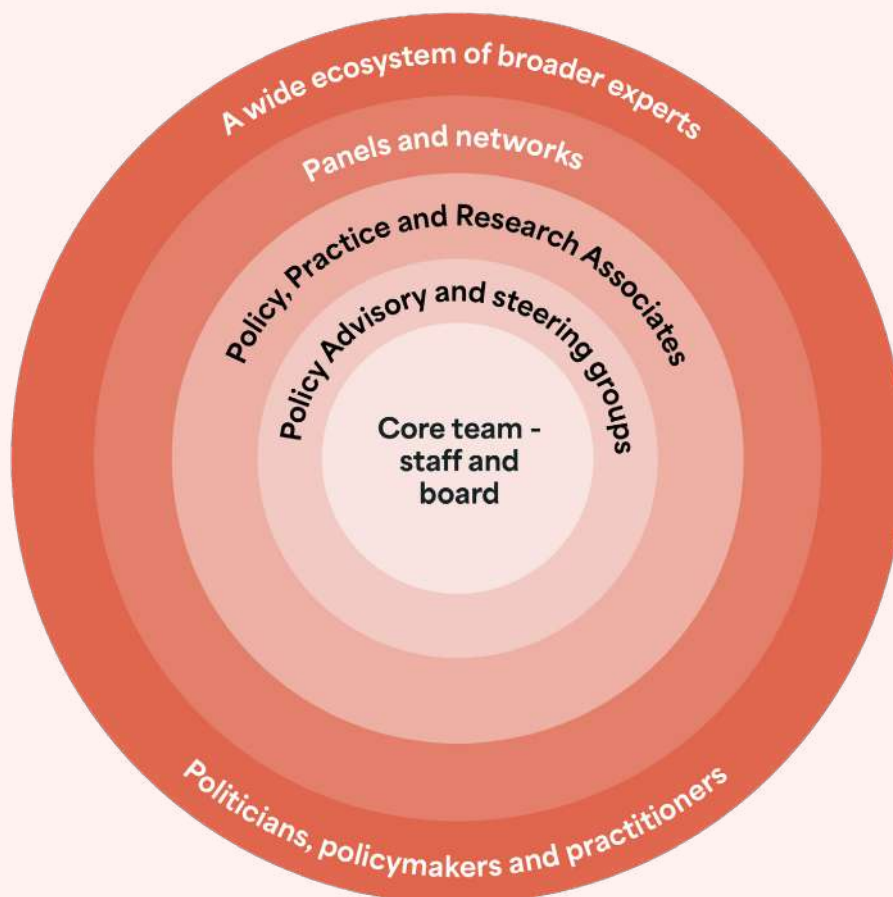 A wide ecosystem of broader experts
Panels and networks
Policy, Practice and Research Associates
Policy Advisory and steering groups
Core team -
staff and
board
Politicians, policymakers and practitioners